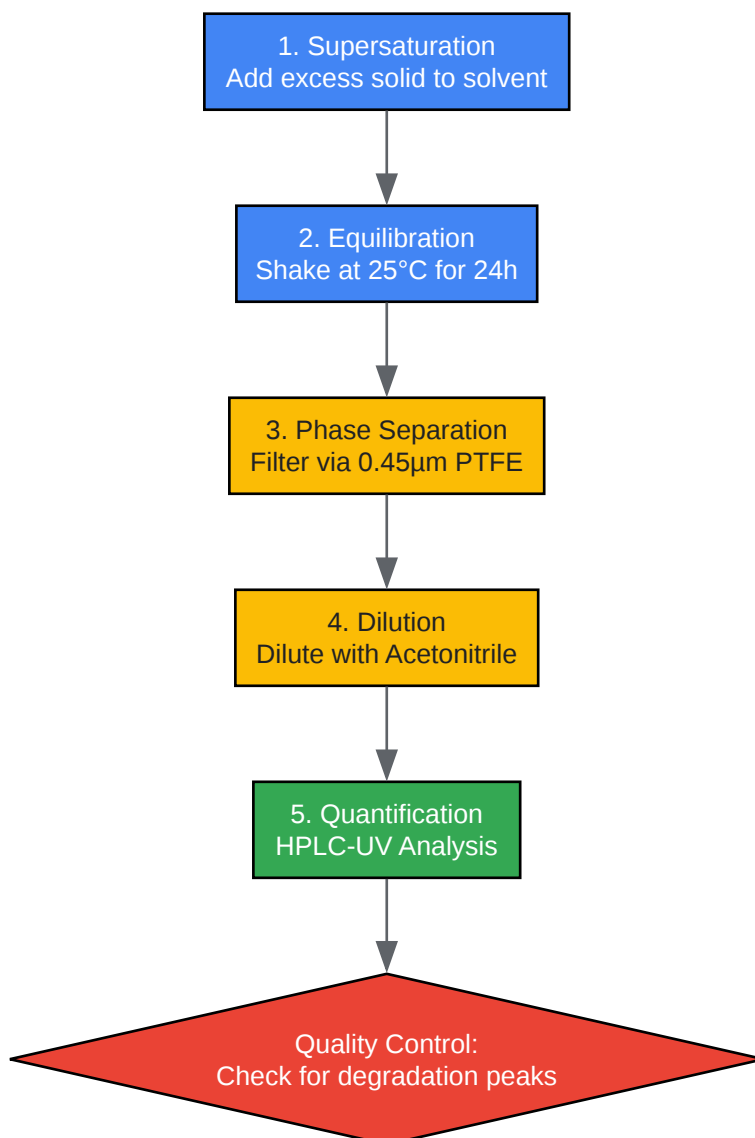 1. Supersaturation
Add excess solid to solvent
2. Equilibration
Shake at 25°C for 24h
3. Phase Separation
Filter via 0.45µm PTFE
4. Dilution
Dilute with Acetonitrile
5. Quantification
HPLC-UV Analysis
Quality Control:
Check for degradation peaks